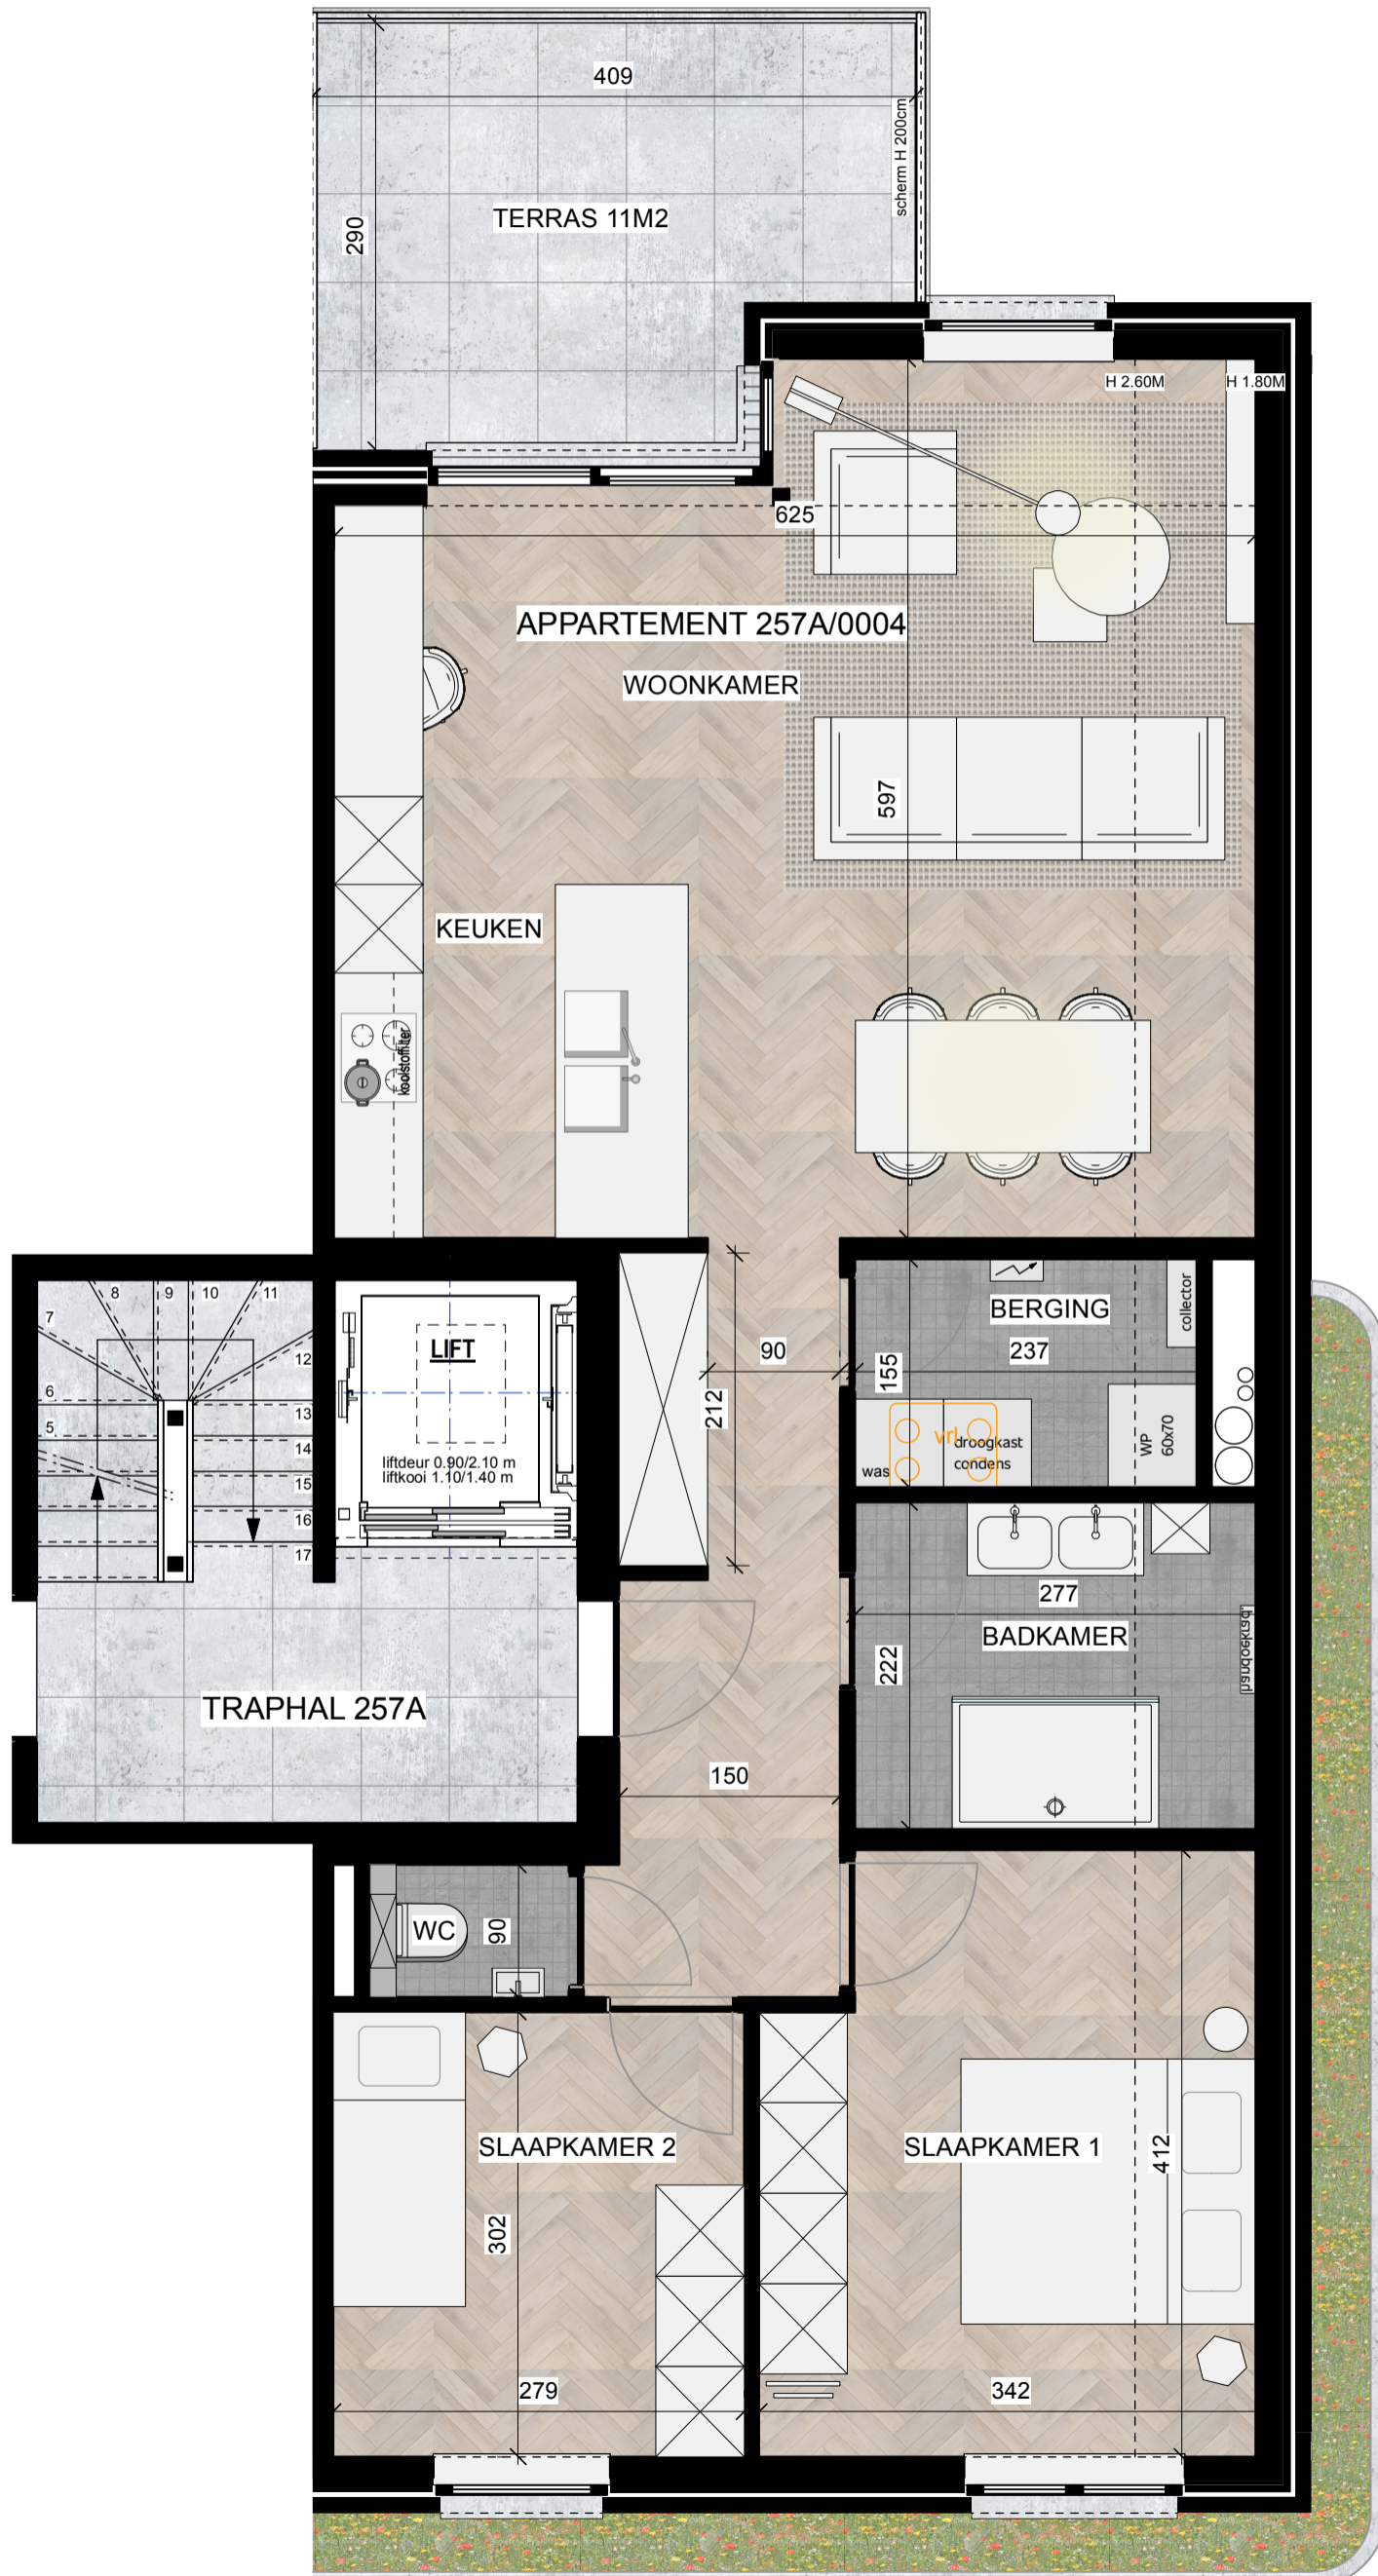 409
scherm H 200cm
TERRAS 11M2
290
H 2.60M
H 1.80M
625
APPARTEMENT 257A/0004
WOONKAMER
597
KEUKEN
koolstoffilter
7
8
9
10
11
12
6
13
5
14
15
16
17
LIFT
liftdeur 0.90/2.10 m
liftkooi 1.10/1.40 m
90
212
BERGING
collector
237
155
vrl
droogkast
condens
was
WP
60x70
277
BADKAMER
handoekrad.
222
TRAPHAL 257A
150
WC
90
SLAAPKAMER 2
SLAAPKAMER 1
412
302
279
342